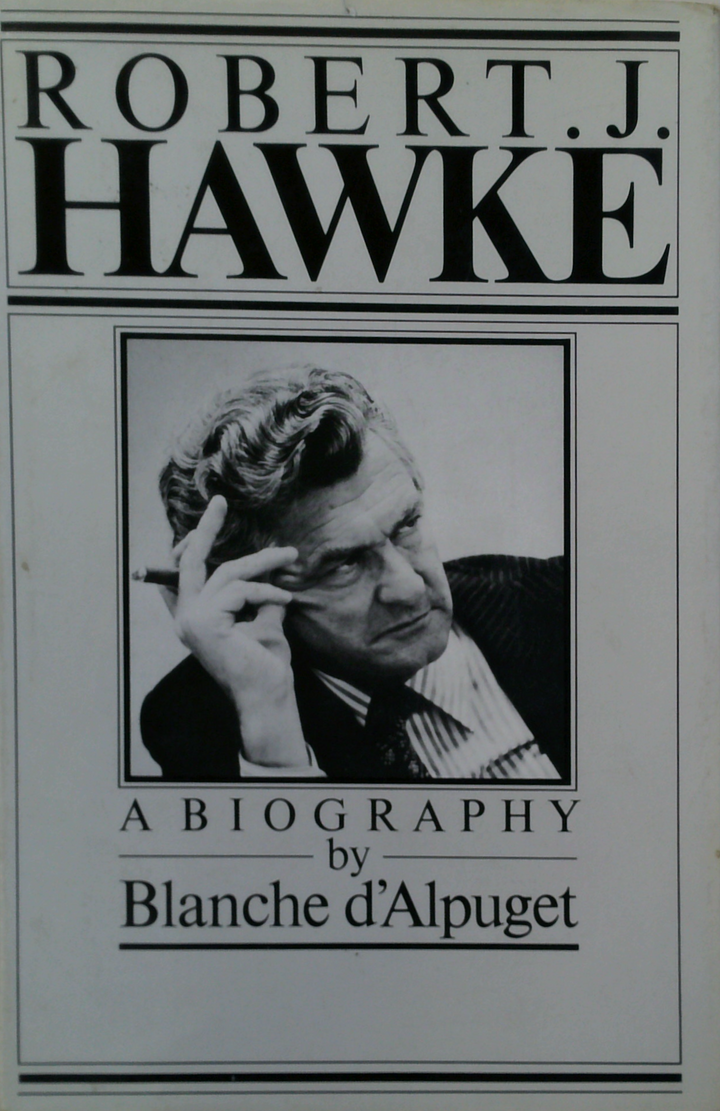 ROBERT. J.
HAWKE
A BIOGRAPHY
by
Blanche d'Alpuget